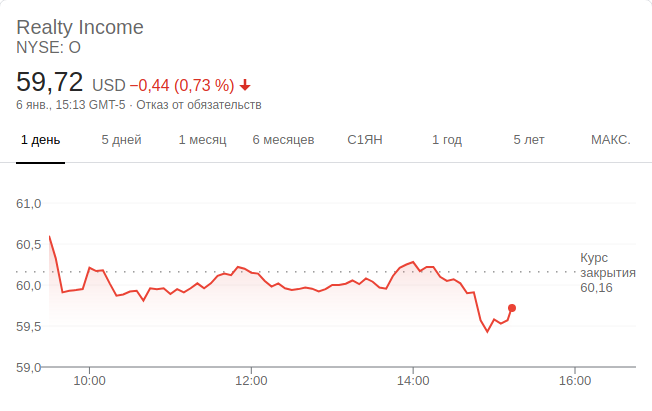 Realty Income
NYSE: O
59,72 USD −0,44 (0,73 %)
6 янв., 15:13 GMT-5 · Отказ от обязательств
1 день 5 дней 1 месяц 6 месяцев С1ЯН 1 год 5 лет МАКС.
61,0
60,5
Курс
закрытия
60,16
60,0
59,5
59,0
10:00 12:00 14:00 16:00